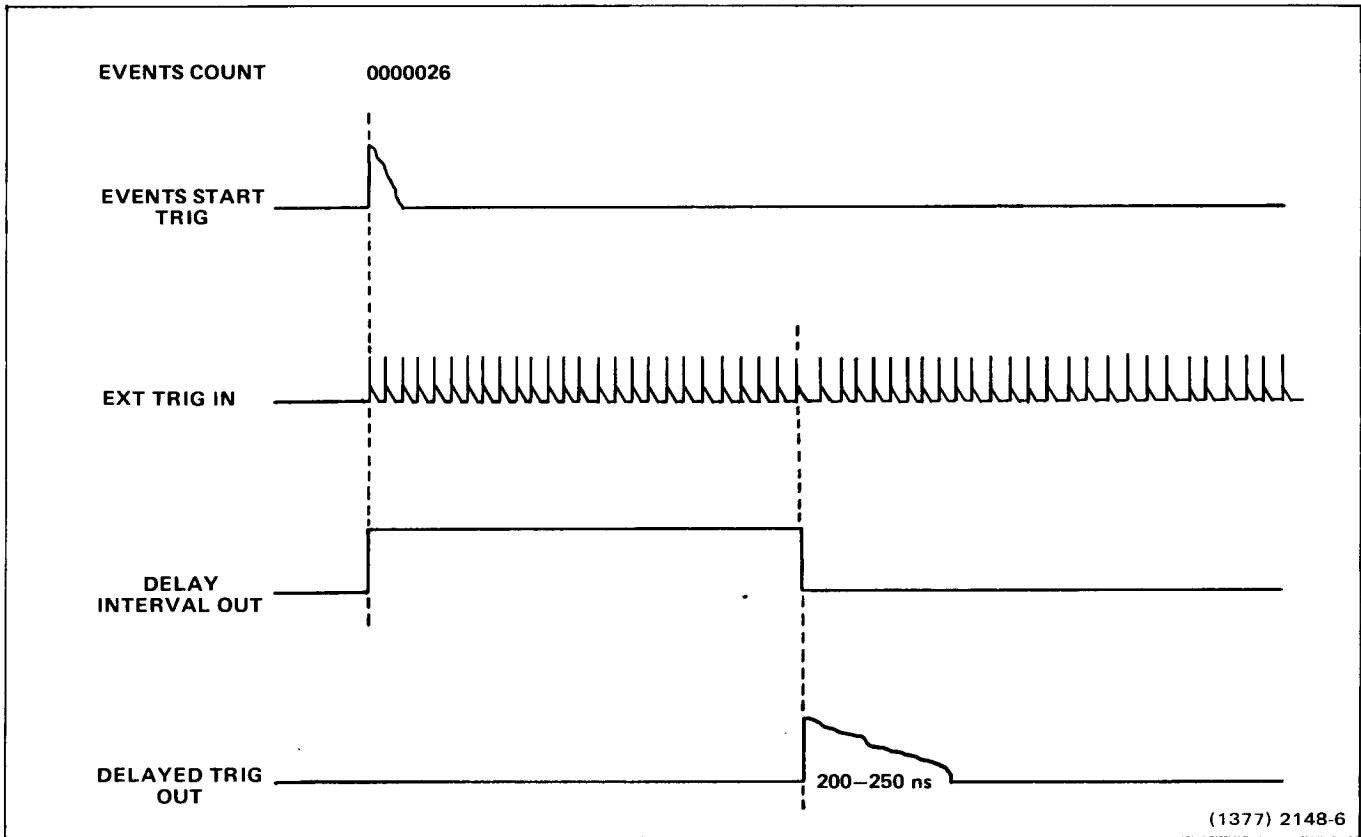 EVENTS COUNT 0000026
EVENTS START
TRIG
EXT TRIG IN
DELAY
INTERVAL OUT
DELAYED TRIG
OUT
200–250 ns
(1377) 2148-6